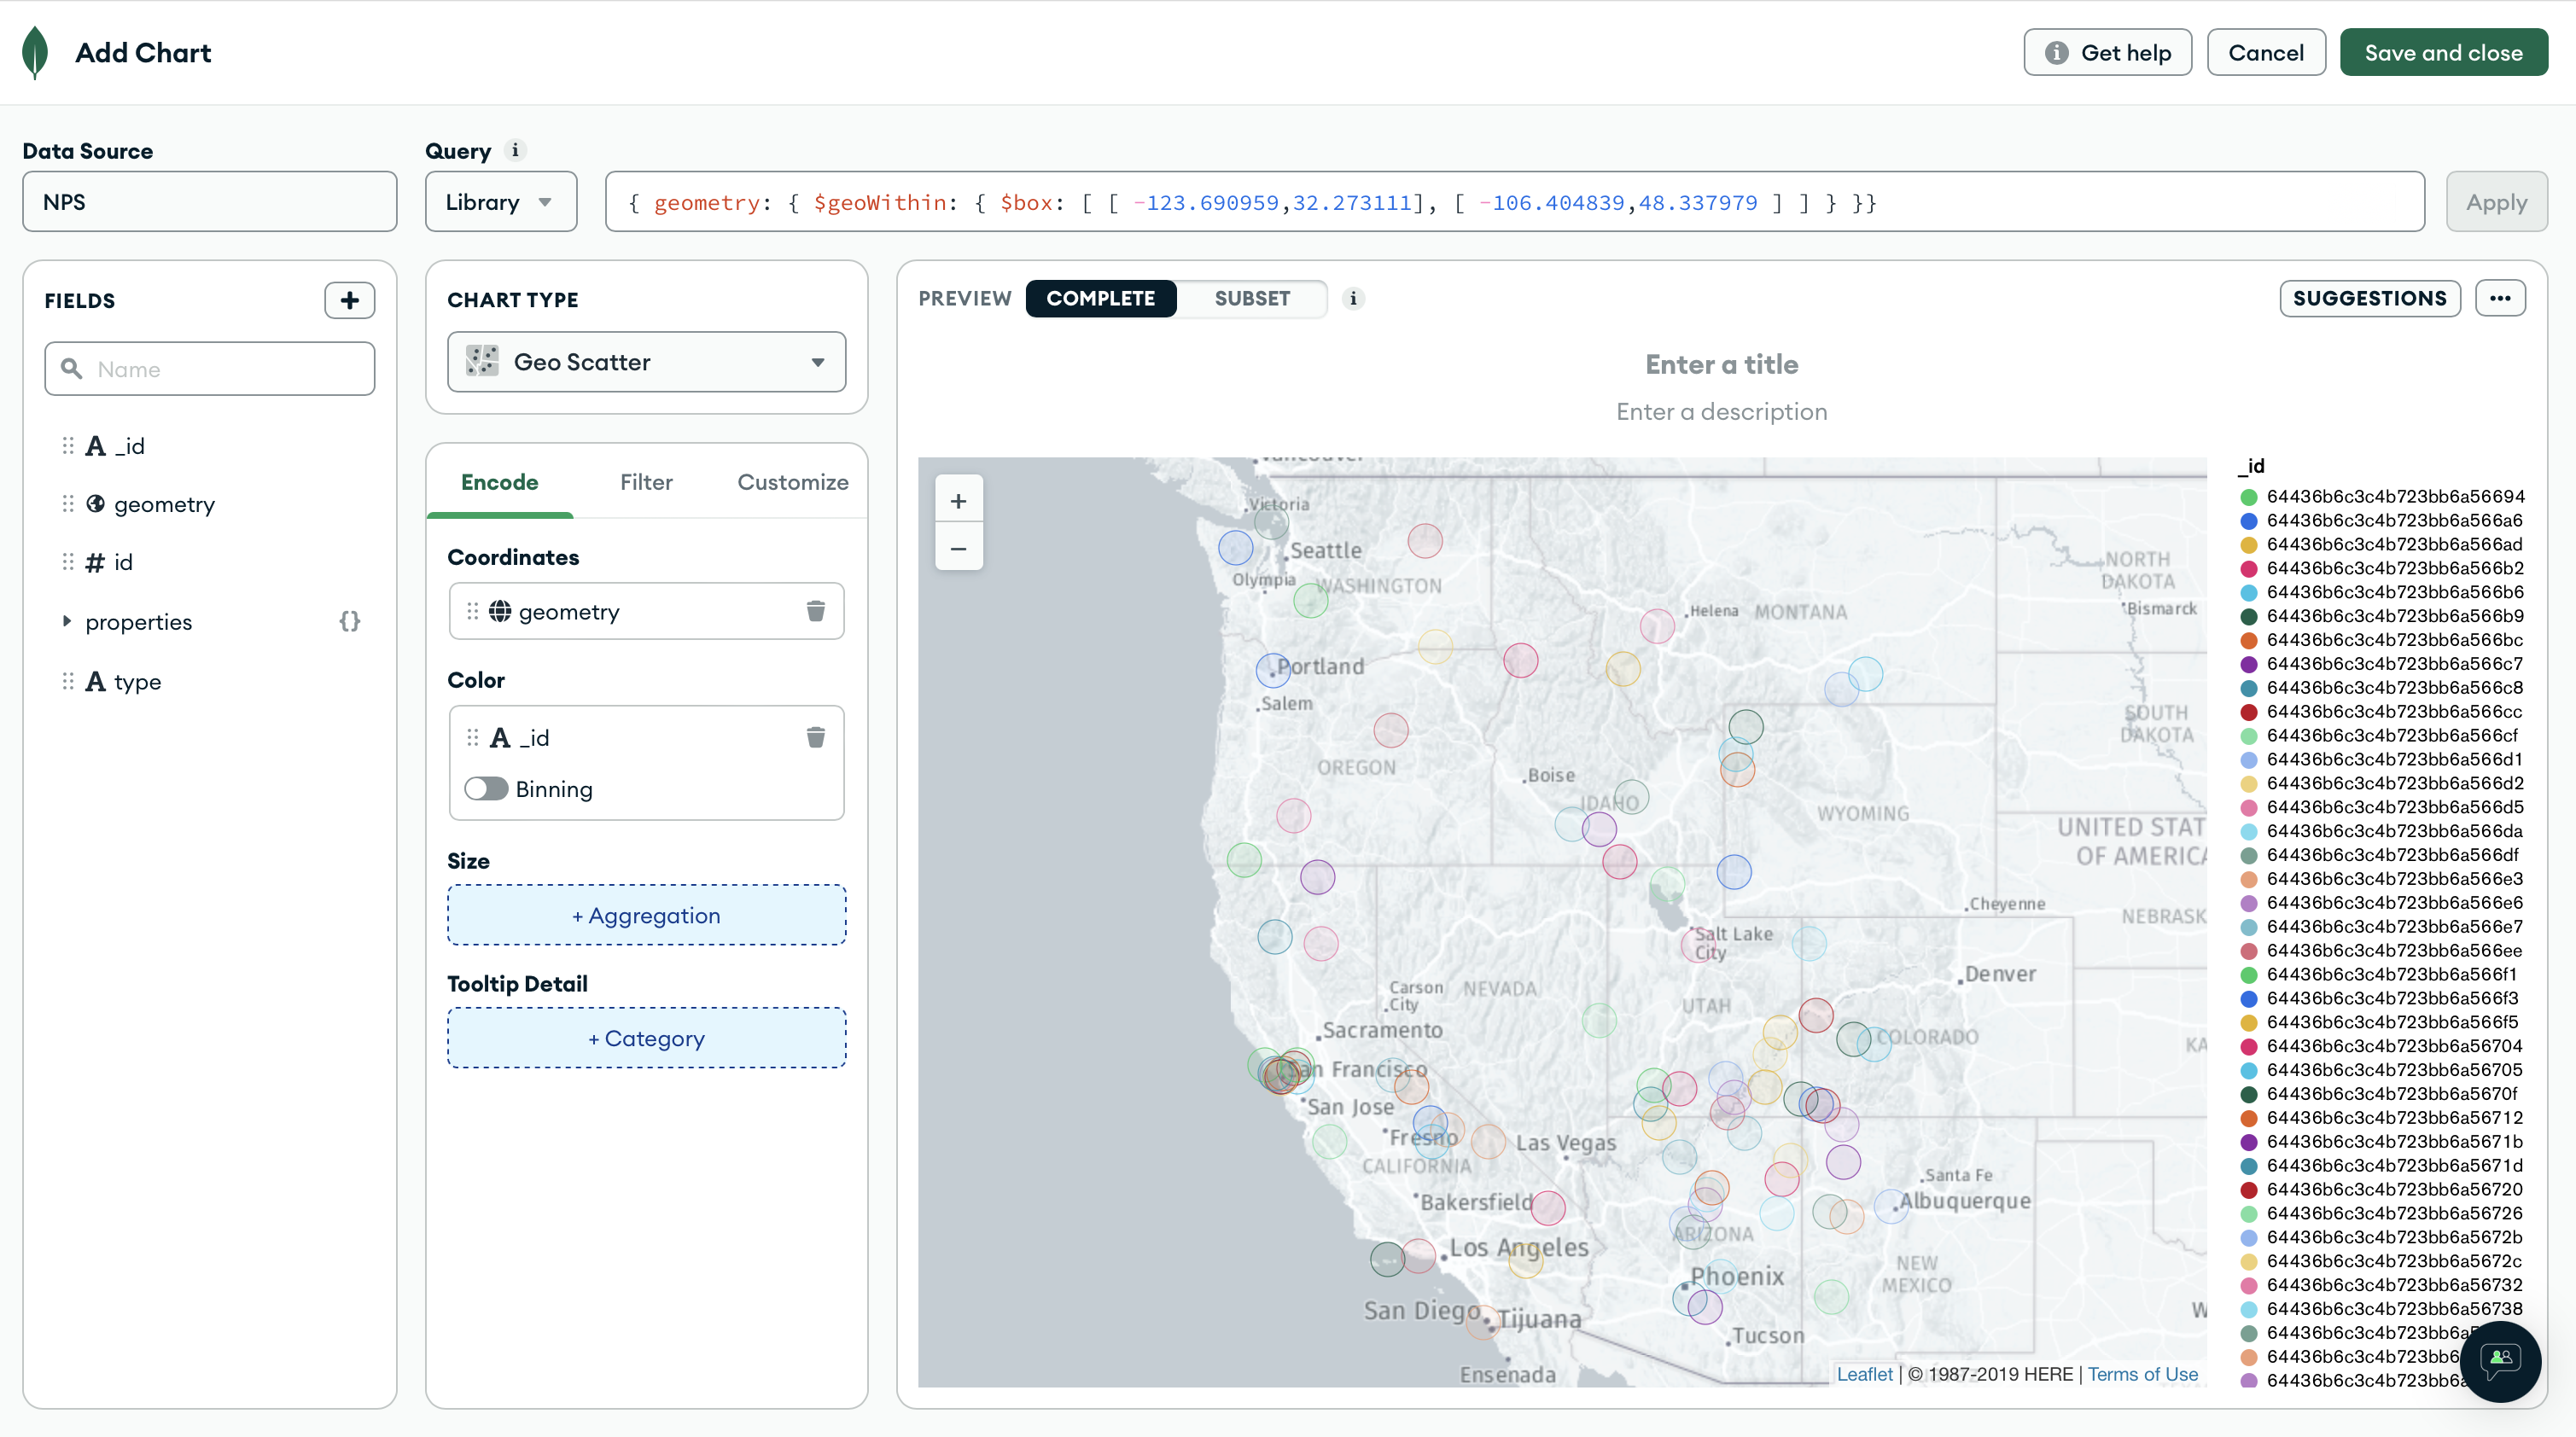 Add Chart
Get help
Cancel
Save and close
Data Source
Query
NPS
Library
{ geometry: { $geoWithin: { $box: [ [ -123.690959,32.273111], [ -106.404839,48.337979 ] ] } }}
Apply
FIELDS
Name
_id
geometry
id
properties {}
type
CHART TYPE
Geo Scatter
Encode
Filter
Customize
Coordinates
geometry
Color
_id
Binning
Size
+ Aggregation
Tooltip Detail
+ Category
PREVIEW
COMPLETE
SUBSET
SUGGESTIONS
Enter a title
Enter a description
Vancouver
Victoria
Seattle
Olympia
WASHINGTON
NORTH
DAKOTA
Bismarck
Helena
MONTANA
Portland
Salem
SOUTH
DAKOTA
OREGON
Boise
IDAHO
WYOMING
UNITED STAT
OF AMERICA
Cheyenne
NEBRASK
Salt Lake
City
Denver
Carson
City
NEVADA
UTAH
Sacramento
COLORADO
KA
San Francisco
San Jose
Fresno
Las Vegas
CALIFORNIA
Santa Fe
Bakersfield
Albuquerque
ARIZONA
Los Angeles
NEW
MEXICO
Phoenix
San Diego
Tijuana
Tucson
Ensenada
Leaflet | © 1987-2019 HERE | Terms of Use
_id
64436b6c3c4b723bb6a56694
64436b6c3c4b723bb6a566a6
64436b6c3c4b723bb6a566ad
64436b6c3c4b723bb6a566b2
64436b6c3c4b723bb6a566b6
64436b6c3c4b723bb6a566b9
64436b6c3c4b723bb6a566bc
64436b6c3c4b723bb6a566c7
64436b6c3c4b723bb6a566c8
64436b6c3c4b723bb6a566cc
64436b6c3c4b723bb6a566cf
64436b6c3c4b723bb6a566d1
64436b6c3c4b723bb6a566d2
64436b6c3c4b723bb6a566d5
64436b6c3c4b723bb6a566da
64436b6c3c4b723bb6a566df
64436b6c3c4b723bb6a566e3
64436b6c3c4b723bb6a566e6
64436b6c3c4b723bb6a566e7
64436b6c3c4b723bb6a566ee
64436b6c3c4b723bb6a566f1
64436b6c3c4b723bb6a566f3
64436b6c3c4b723bb6a566f5
64436b6c3c4b723bb6a56704
64436b6c3c4b723bb6a56705
64436b6c3c4b723bb6a5670f
64436b6c3c4b723bb6a56712
64436b6c3c4b723bb6a5671b
64436b6c3c4b723bb6a5671d
64436b6c3c4b723bb6a56720
64436b6c3c4b723bb6a56726
64436b6c3c4b723bb6a5672b
64436b6c3c4b723bb6a5672c
64436b6c3c4b723bb6a56732
64436b6c3c4b723bb6a56738